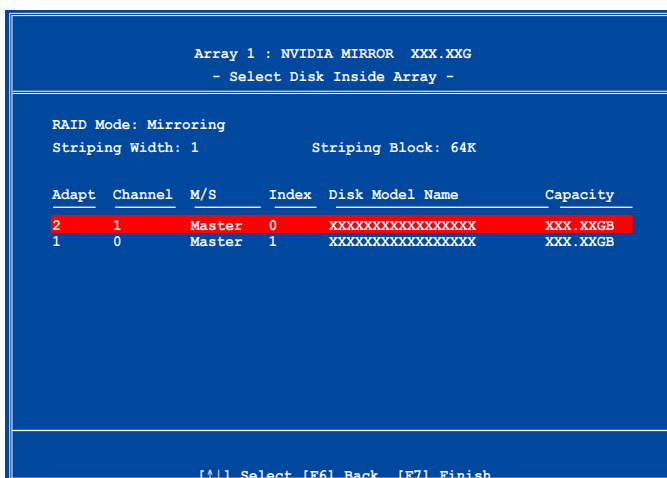 Array 1 : NVIDIA MIRROR XXX.XXG
- Select Disk Inside Array -
RAID Mode: Mirroring
Striping Width: 1 Striping Block: 64K
Adapt Channel M/S Index Disk Model Name Capacity
2 1 Master 0 XXXXXXXXXXXXXXXXX XXX.XXGB
1 0 Master 1 XXXXXXXXXXXXXXXXX XXX.XXGB
[↑↓] Select [F6] Back [F7] Finish